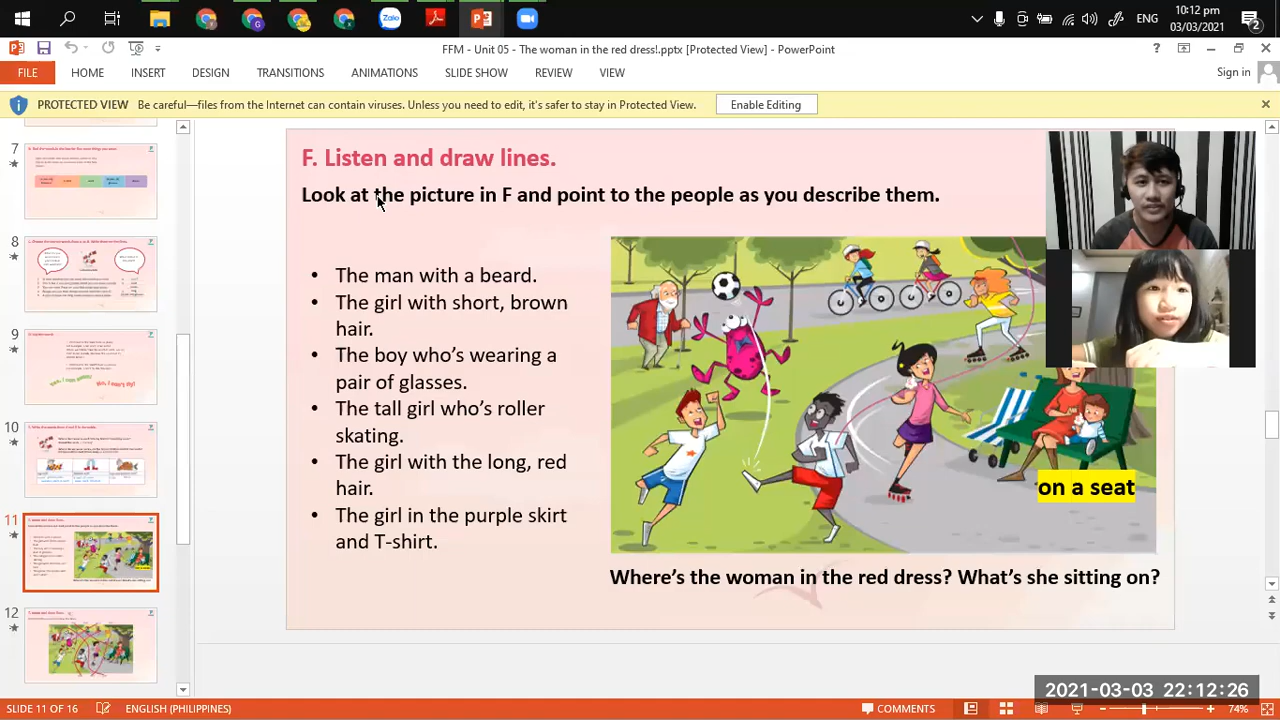 Zalo
ENG
10:12 pm
03/03/2021
2
FFM - Unit 05 - The woman in the red dress!.pptx [Protected View] - PowerPoint
FILE
HOME
INSERT
DESIGN
TRANSITIONS
ANIMATIONS
SLIDE SHOW
REVIEW
VIEW
Sign in
PROTECTED VIEW
Be careful—files from the Internet can contain viruses. Unless you need to edit, it's safer to stay in Protected View.
Enable Editing
7
8
9
10
11
12
F. Listen and draw lines.
Look at the picture in F and point to the people as you describe them.
• The man with a beard.
• The girl with short, brown
hair.
• The boy who's wearing a
pair of glasses.
• The tall girl who's roller
skating.
• The girl with the long, red
hair.
• The girl in the purple skirt
and T-shirt.
on a seat
Where's the woman in the red dress? What's she sitting on?
2021-03-03 22:12:26
SLIDE 11 OF 16
ENGLISH (PHILIPPINES)
COMMENTS
74%